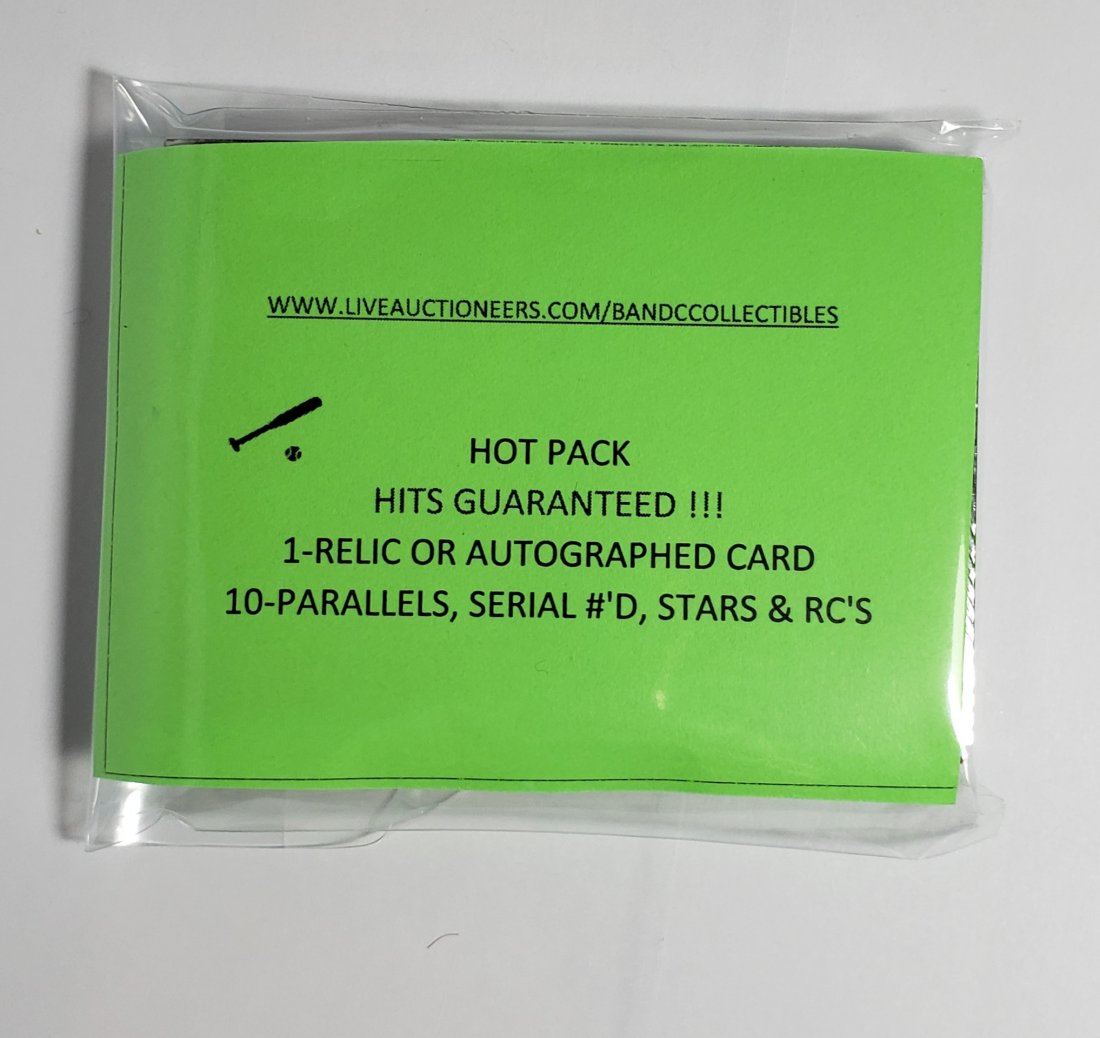 WWW.LIVEAUCTIONEERS.COM/BANDCCOLLECTIBLES
HOT PACK
HITS GUARANTEED !!!
1-RELIC OR AUTOGRAPHED CARD
10-PARALLELS, SERIAL #'D, STARS & RC'S